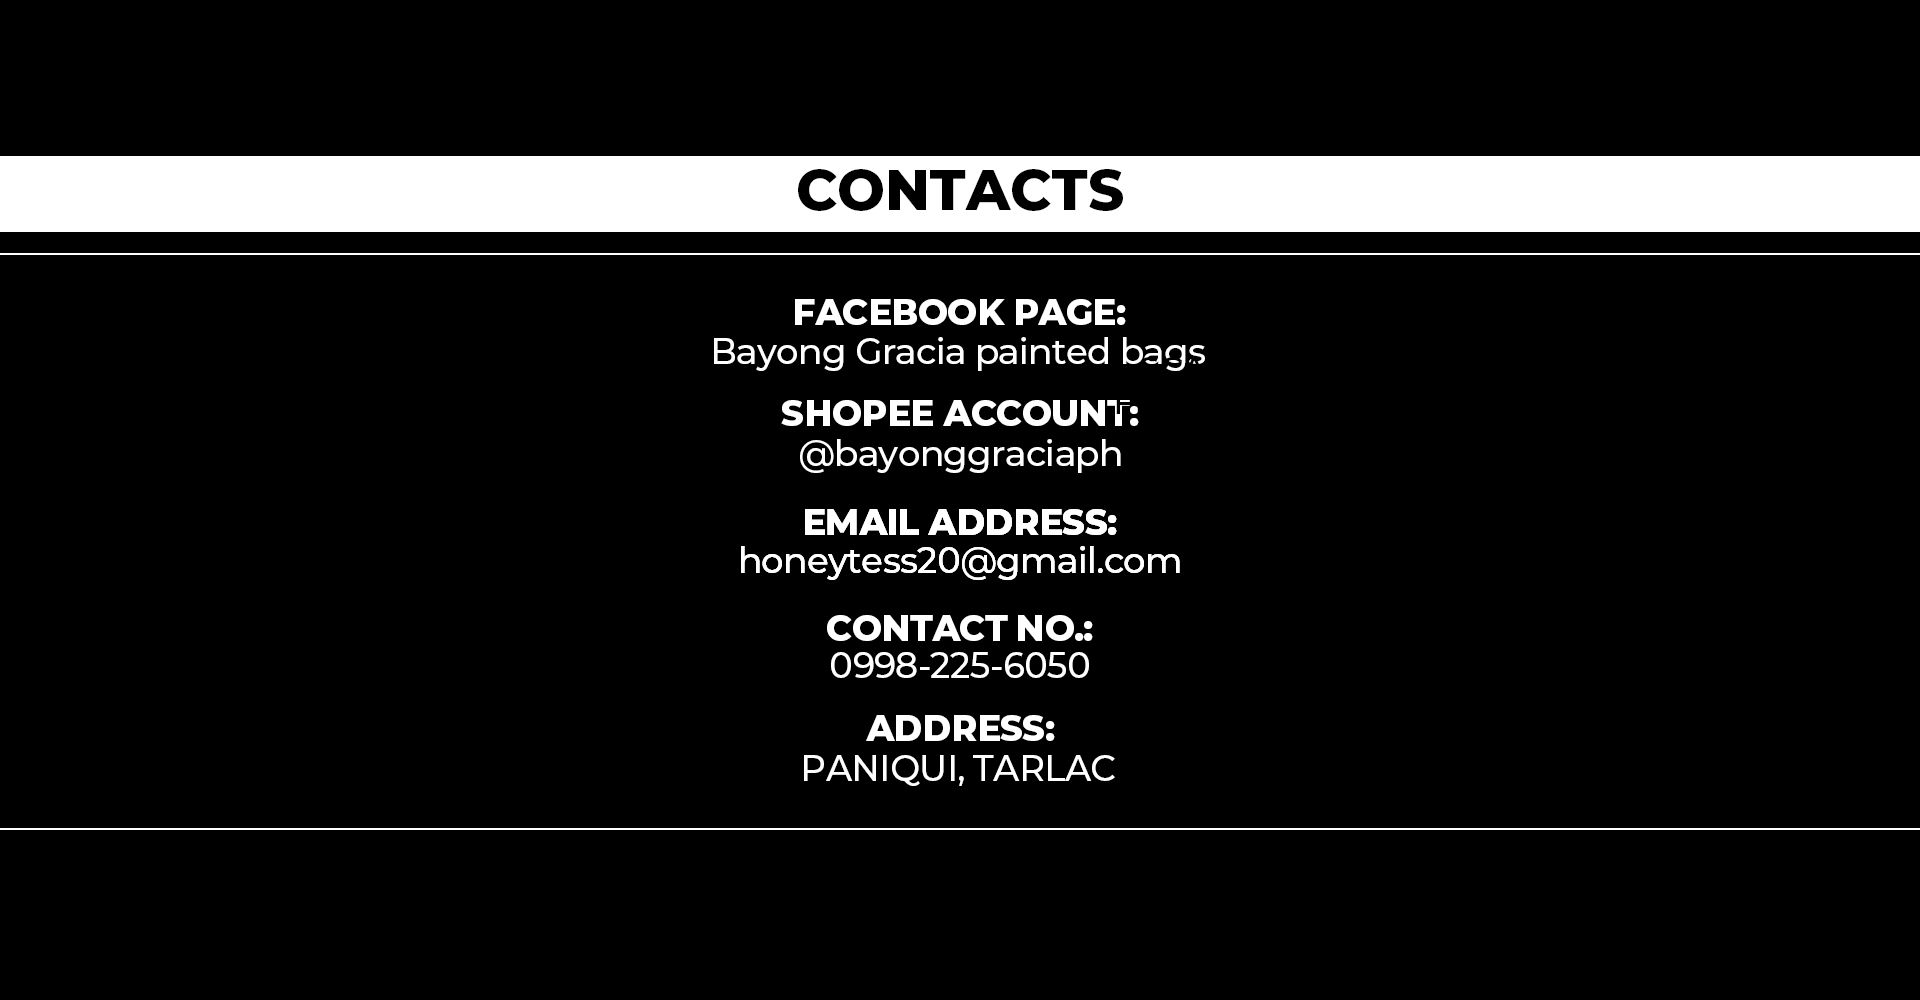 CONTACTS
FACEBOOK PAGE:
Bayong Gracia painted bags
SHOPEE ACCOUNT:
@bayonggraciaph
EMAIL ADDRESS:
honeytess20@gmail.com
CONTACT NO.:
0998-225-6050
ADDRESS:
PANIQUI, TARLAC